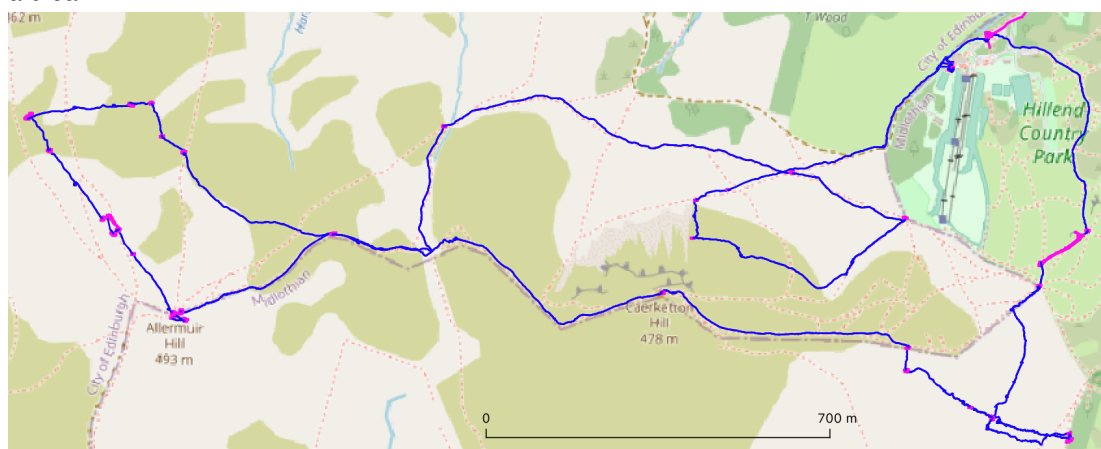 462 m
T Wood
City of Edinburgh
Midlothian
Hillend
Country
Park
Midlothian
City of Edinburgh
Allermuir
Hill
493 m
Caerketton
Hill
478 m
0
700 m